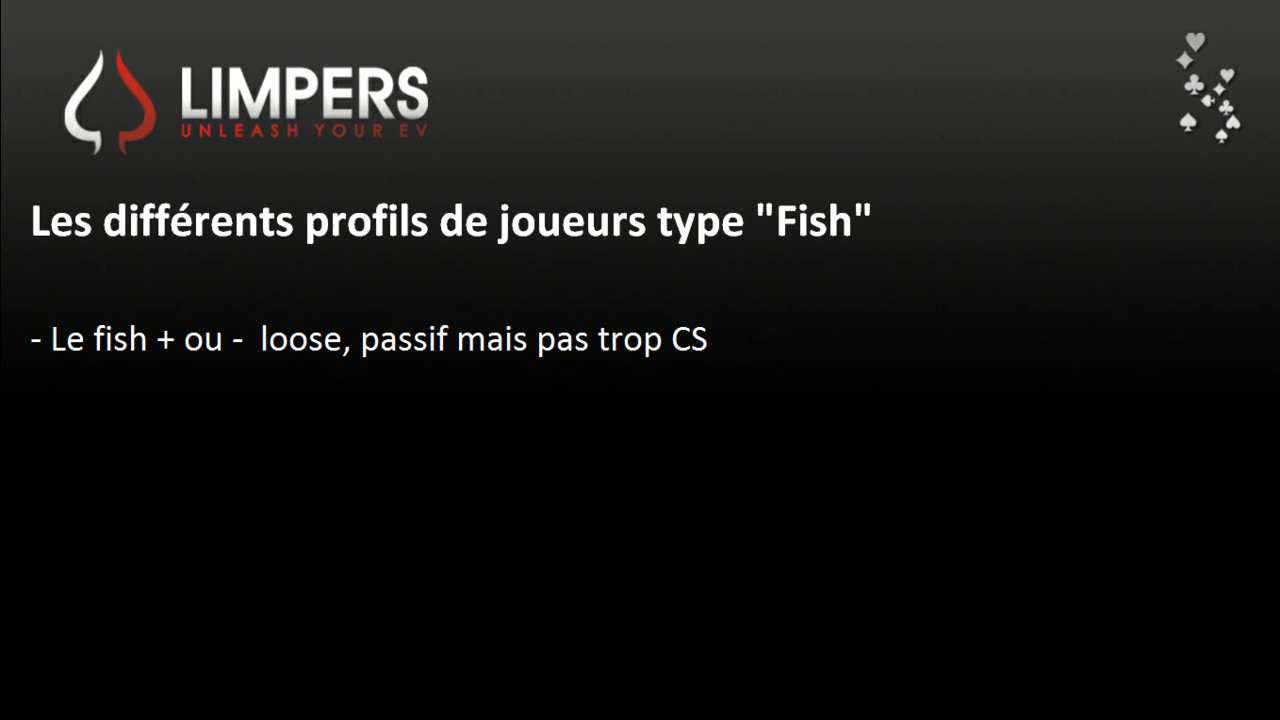 LIMPERS
UNLEASH YOUR EV
Les différents profils de joueurs type "Fish"
- Le fish + ou -  loose, passif mais pas trop CS